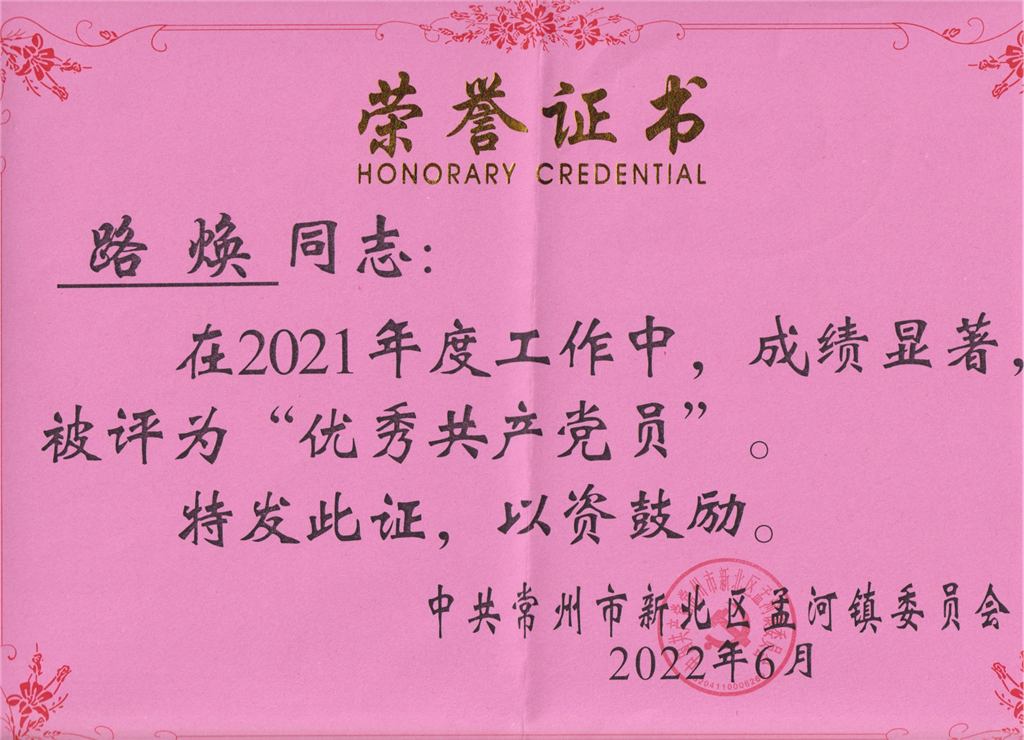 荣誉证书
HONORARY CREDENTIAL
路焕同志：
在2021年度工作中，成绩显著，
被评为“优秀共产党员”。
特发此证，以资鼓励。
中共常州市新北区孟河镇委员会
2022年6月